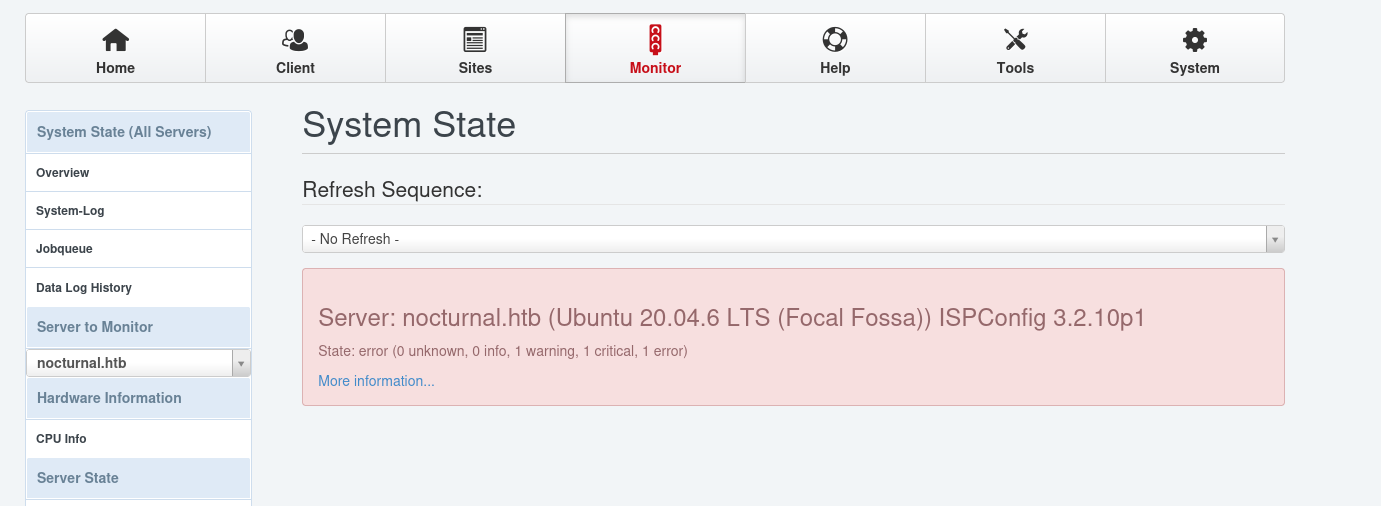 Home
Client
Sites
Monitor
Help
Tools
System
System State (All Servers)
Overview
System-Log
Jobqueue
Data Log History
Server to Monitor
nocturnal.htb
Hardware Information
CPU Info
Server State
System State
Refresh Sequence:
- No Refresh -
Server: nocturnal.htb (Ubuntu 20.04.6 LTS (Focal Fossa)) ISPConfig 3.2.10p1
State: error (0 unknown, 0 info, 1 warning, 1 critical, 1 error)
More information...